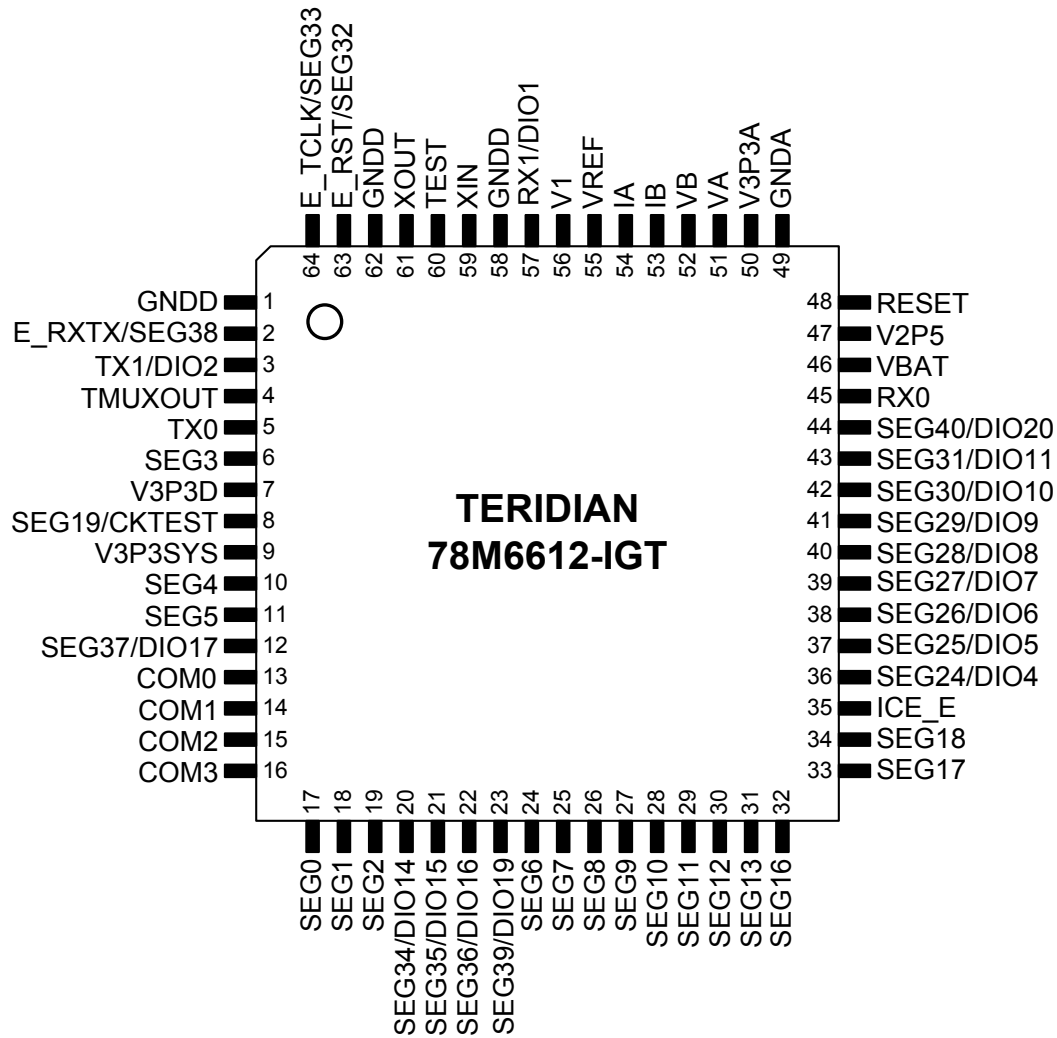 E_TCLK/SEG33
E_RST/SEG32
GNDD
XOUT
TEST
XIN
GNDD
RX1/DIO1
V1
VREF
IA
IB
VB
VA
V3P3A
GNDA
64
63
62
61
60
59
58
57
56
55
54
53
52
51
50
49
GNDD 1
E_RXTX/SEG38 2
TX1/DIO2 3
TMUXOUT 4
TX0 5
SEG3 6
V3P3D 7
SEG19/CKTEST 8
V3P3SYS 9
SEG4 10
SEG5 11
SEG37/DIO17 12
COM0 13
COM1 14
COM2 15
COM3 16
TERIDIAN
78M6612-IGT
48 RESET
47 V2P5
46 VBAT
45 RX0
44 SEG40/DIO20
43 SEG31/DIO11
42 SEG30/DIO10
41 SEG29/DIO9
40 SEG28/DIO8
39 SEG27/DIO7
38 SEG26/DIO6
37 SEG25/DIO5
36 SEG24/DIO4
35 ICE_E
34 SEG18
33 SEG17
17
18
19
20
21
22
23
24
25
26
27
28
29
30
31
32
SEG0
SEG1
SEG2
SEG34/DIO14
SEG35/DIO15
SEG36/DIO16
SEG39/DIO19
SEG6
SEG7
SEG8
SEG9
SEG10
SEG11
SEG12
SEG13
SEG16